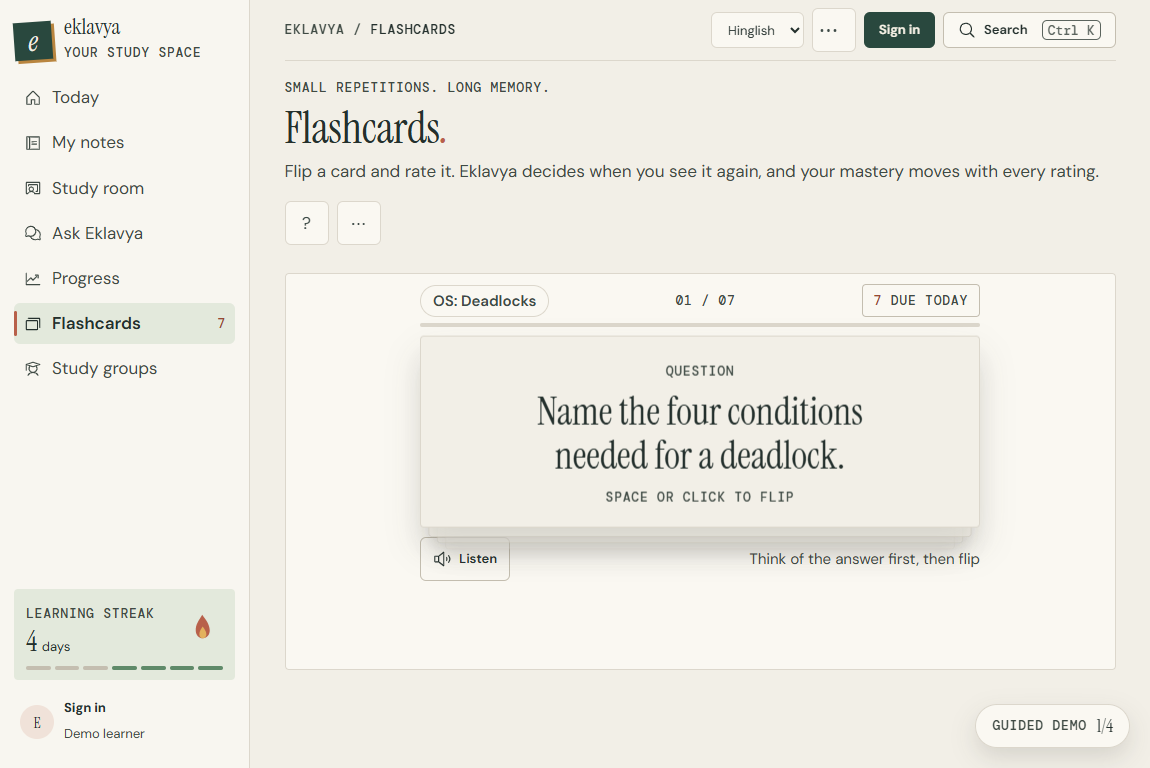 e
eklavya
YOUR STUDY SPACE
Today
My notes
Study room
Ask Eklavya
Progress
Flashcards 7
Study groups
LEARNING STREAK
4 days
E
Sign in
Demo learner
EKLAVYA / FLASHCARDS
Hinglish
...
Sign in
Search Ctrl K
SMALL REPETITIONS. LONG MEMORY.
Flashcards.
Flip a card and rate it. Eklavya decides when you see it again, and your mastery moves with every rating.
? ...
OS: Deadlocks 01 / 07 7 DUE TODAY
QUESTION
Name the four conditions
needed for a deadlock.
SPACE OR CLICK TO FLIP
Listen Think of the answer first, then flip
GUIDED DEMO 1/4